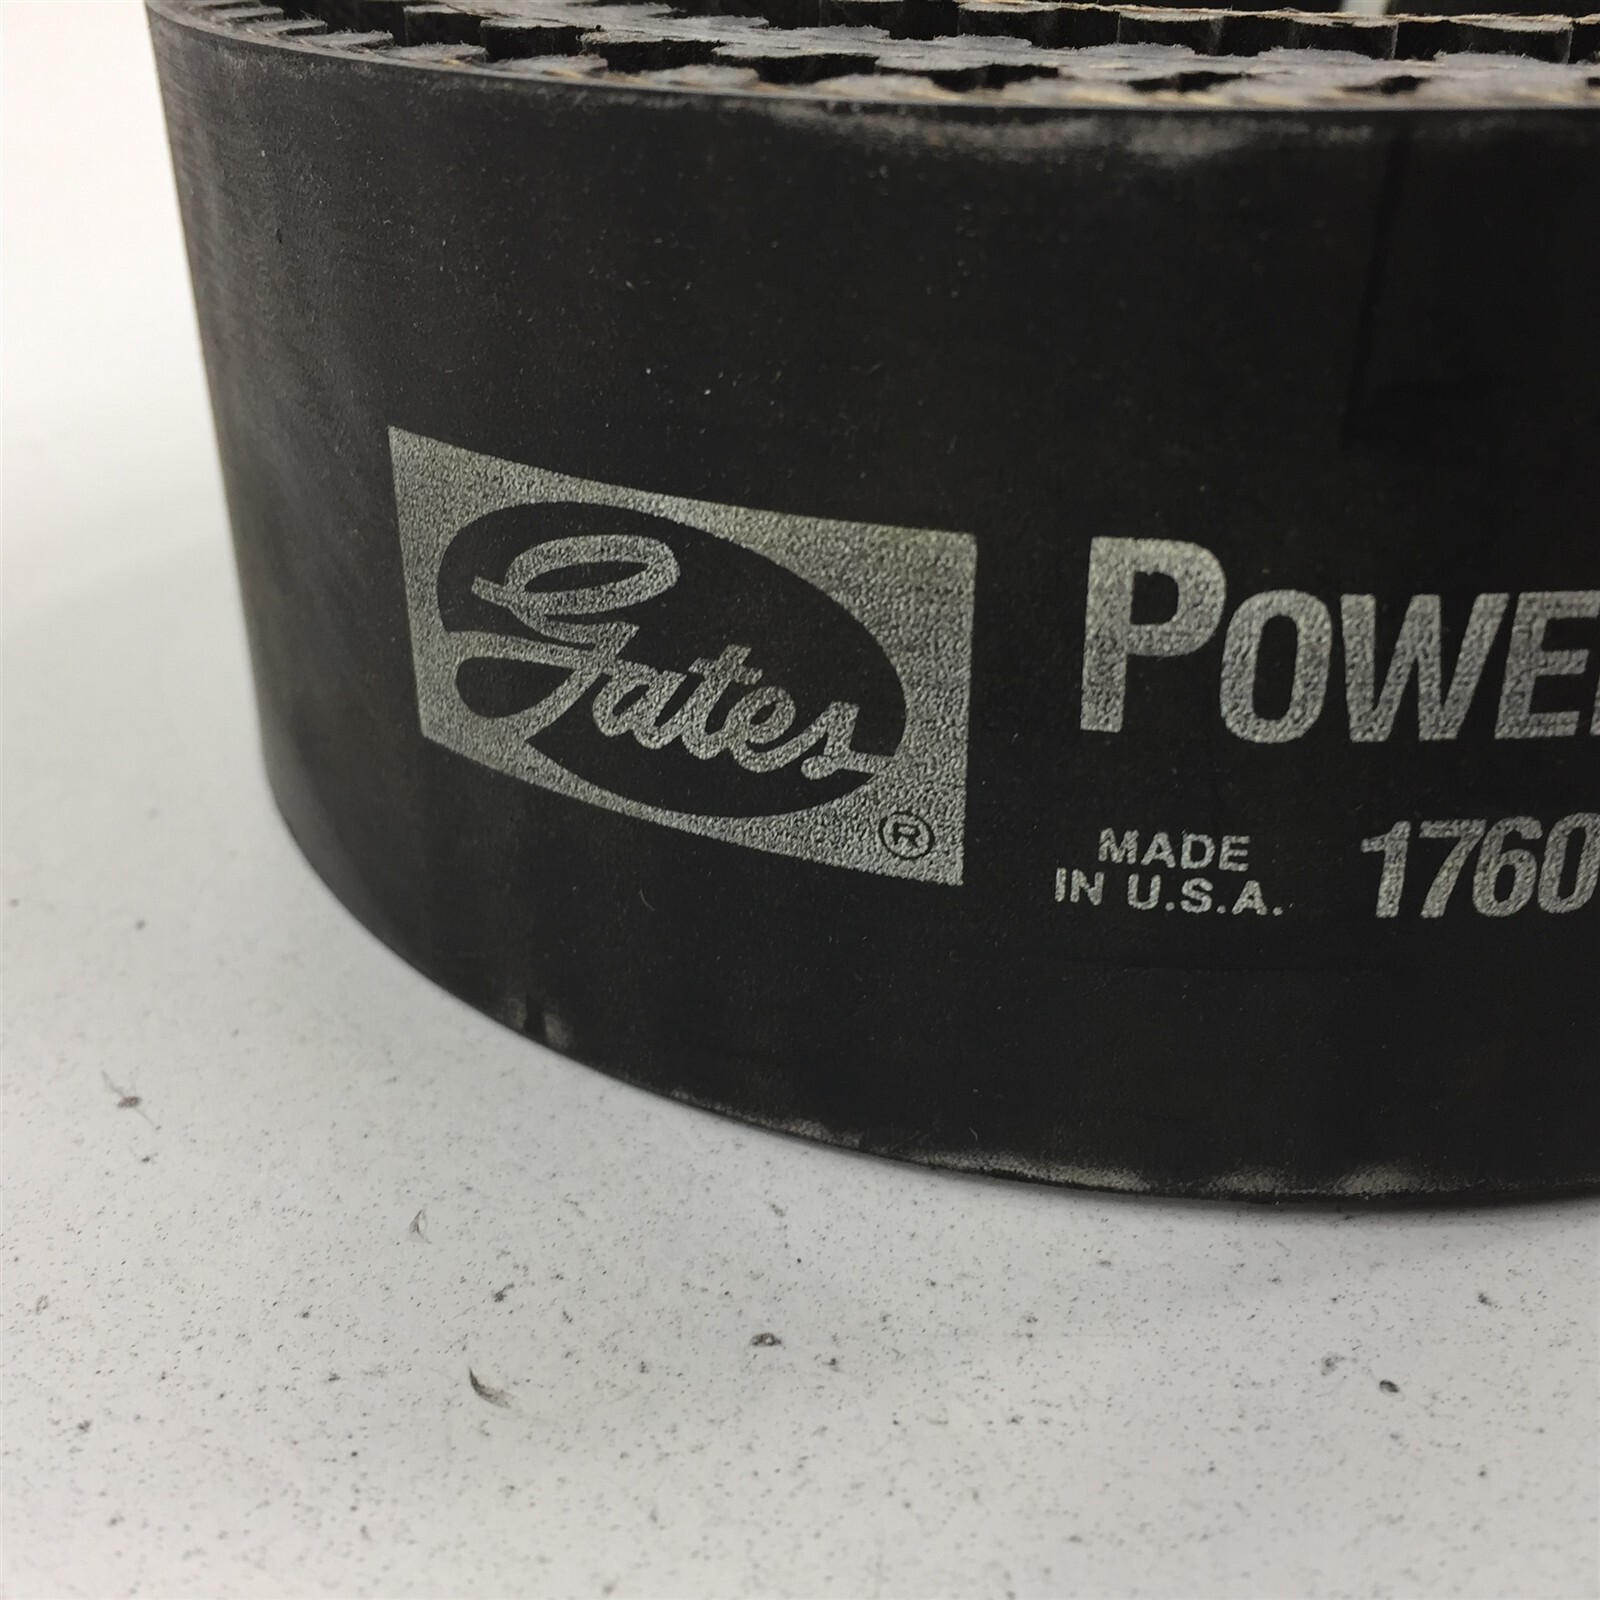 Gates ®
POWE
MADE
IN U.S.A.
1760